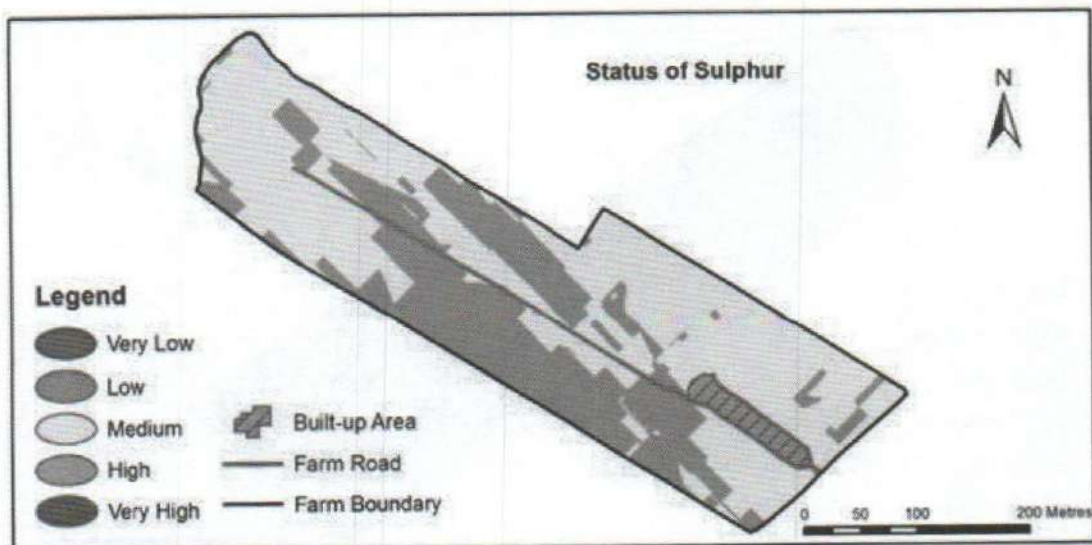 Status of Sulphur
N
Legend
Very Low
Low
Medium
High
Very High
Built-up Area
Farm Road
Farm Boundary
0 50 100 200 Metres